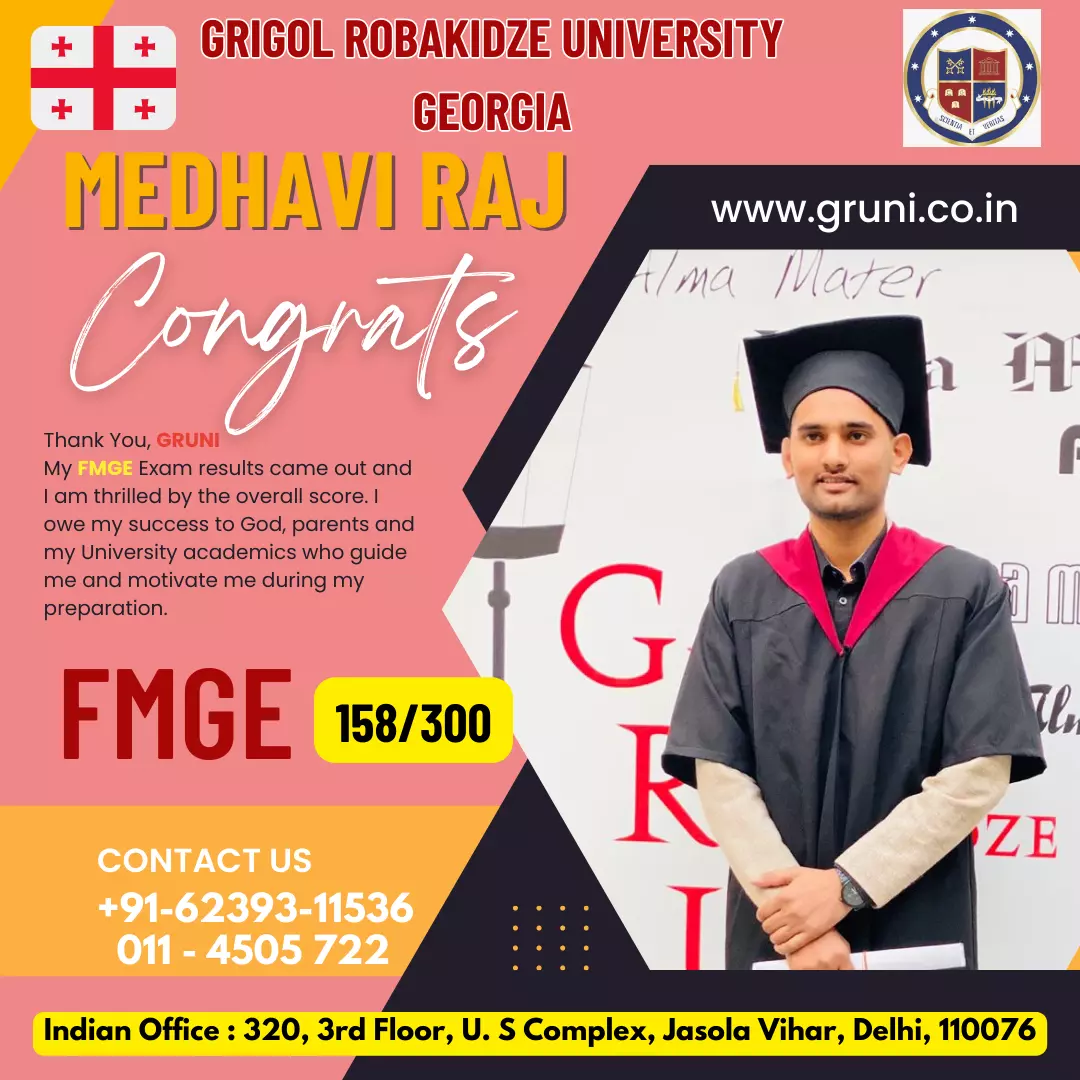 GRIGOL ROBAKIDZE UNIVERSITY
GEORGIA
SCIENTIA ET VERITAS
MEDHAVI RAJ
www.gruni.co.in
Congrats
Alma Mater
Thank You, GRUNI
My FMGE Exam results came out and
I am thrilled by the overall score. I
owe my success to God, parents and
my University academics who guide
me and motivate me during my
preparation.
FMGE
158/300
CONTACT US
+91-62393-11536
011 - 4505 722
Indian Office : 320, 3rd Floor, U. S Complex, Jasola Vihar, Delhi, 110076